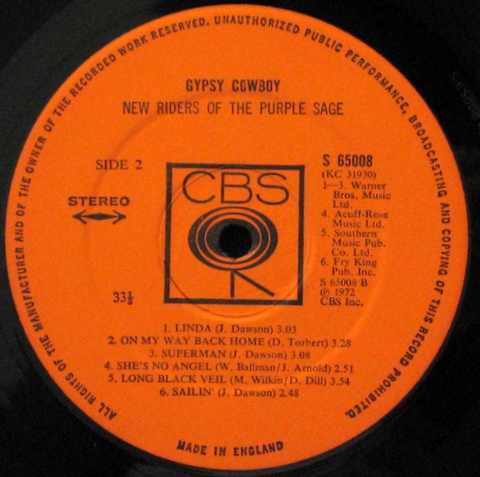 ALL RIGHTS OF THE MANUFACTURER AND OF THE OWNER OF THE RECORDED WORK RESERVED. UNAUTHORIZED PUBLIC PERFORMANCE, BROADCASTING AND COPYING OF THIS RECORD PROHIBITED.
GYPSY COWBOY
NEW RIDERS OF THE PURPLE SAGE
SIDE 2
STEREO
33⅓
CBS
S 65008
(KC 31930)
1—3. Warner
Bros. Music
Ltd.
4. Acuff-Rose
Music Ltd.
5. Southern
Music Pub.
Co. Ltd.
6. Fry King
Pub. Inc.
S 65008 B
℗ 1972
CBS Inc.
1. LINDA (J. Dawson) 3.03
2. ON MY WAY BACK HOME (D. Torbert) 3.28
3. SUPERMAN (J. Dawson) 3.08
4. SHE'S NO ANGEL (W. Ballman/J. Arnold) 2.51
5. LONG BLACK VEIL (M. Wilkin/D. Dill) 3.54
6. SAILIN' (J. Dawson) 2.48
MADE IN ENGLAND